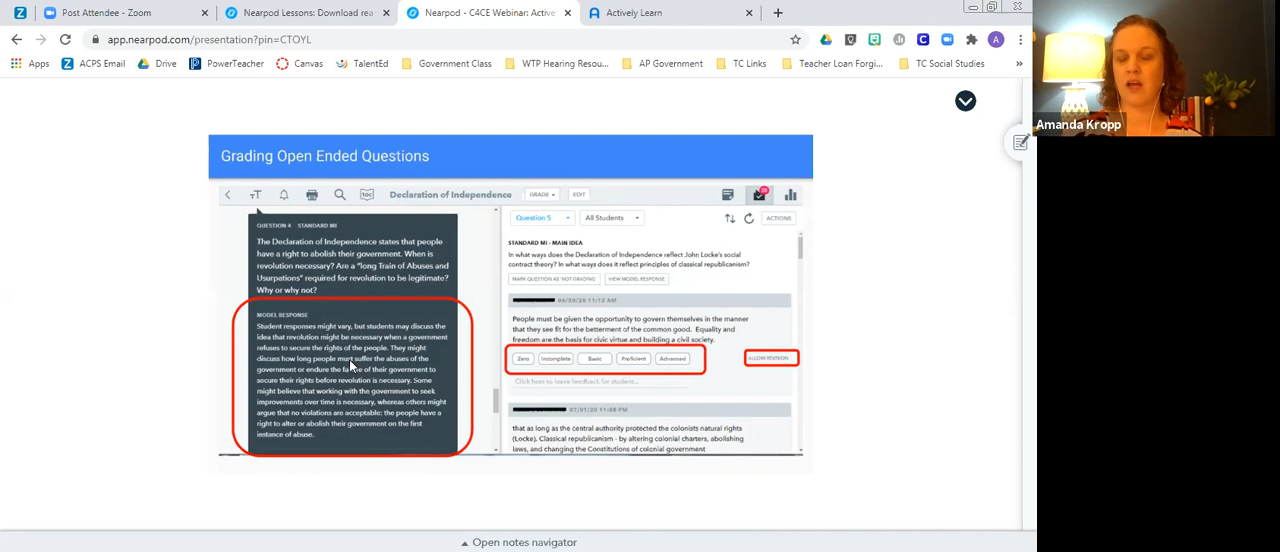 Post Attendee - Zoom
Nearpod Lessons: Download rea
Nearpod - C4CE Webinar: Active
Actively Learn
app.nearpod.com/presentation?pin=CTOYL
A
Apps
ACPS Email
Drive
PowerTeacher
Canvas
TalentEd
Government Class
WTP Hearing Resou...
AP Government
TC Links
Teacher Loan Forgi...
TC Social Studies
Amanda Kropp
Grading Open Ended Questions
TOC
Declaration of Independence
GRADE
EDIT
QUESTION 4 STANDARD MI
The Declaration of Independence states that people
have a right to abolish their government. When is
revolution necessary? Are a "long Train of Abuses and
Usurpations" required for revolution to be legitimate?
Why or why not?
MODEL RESPONSE
Student responses might vary, but students may discuss the
idea that revolution might be necessary when a government
refuses to secure the rights of the people. They might
discuss how long people must suffer the abuses of the
government or endure the of their government to
secure their rights before revolution is necessary. Some
might believe that working with the government to seek
improvements over time is necessary, whereas others might
argue that no violations are acceptable: the people have a
right to alter or abolish their government on the first
instance of abuse.
Question 5
All Students
ACTIONS
STANDARD MI - MAIN IDEA
In what ways does the Declaration of Independence reflect John Locke's social
contract theory? In what ways does it reflect principles of classical republicanism?
MARK QUESTION AS 'NOT GRADING'
VIEW MODEL RESPONSE
06/30/20 11:13 AM
People must be given the opportunity to govern themselves in the manner
that they see fit for the betterment of the common good. Equality and
freedom are the basis for civic virtue and building a civil society.
Zero
Incomplete
Basic
Proficient
Advanced
ALLOW REVISION
Click here to leave feedback for student...
07/01/20 11:08 PM
that as long as the central authority protected the colonists natural rights
(Locke). Classical republicanism - by altering colonial charters, abolishing
laws, and changing the Constitutions of colonial government
Open notes navigator